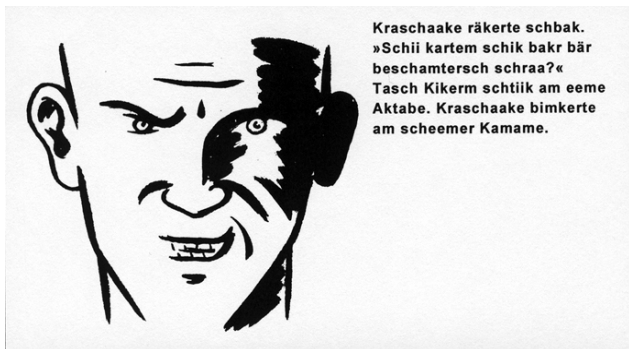 Kraschaake räkerte schbak.
»Schii kartem schik bakr bär
beschamtersch schraa?«
Tasch Kikerm schtiik am eeme
Aktabe. Kraschaake bimkerte
am scheemer Kamame.